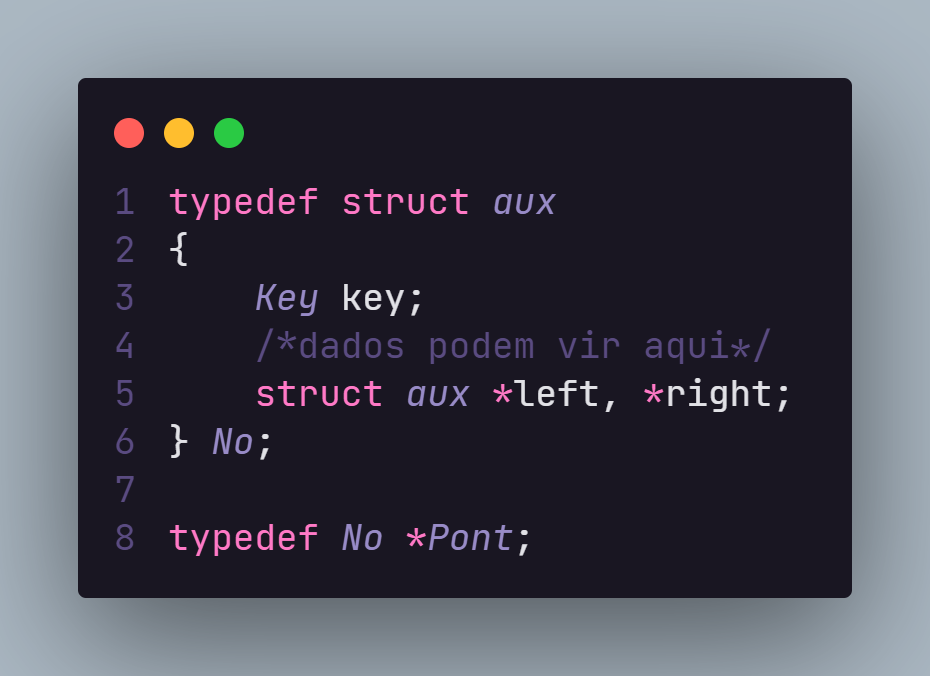 1 typedef struct aux
2 {
3     Key key;
4     /*dados podem vir aqui*/
5     struct aux *left, *right;
6 } No;
7
8 typedef No *Pont;